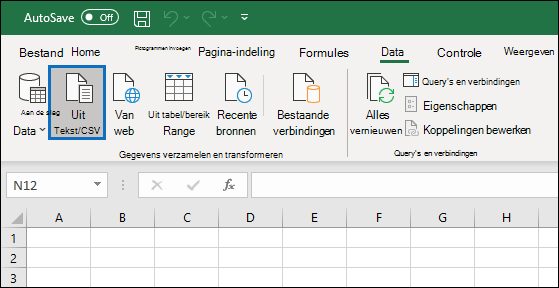 AutoSave Off
Bestand Home Pictogrammen invoegen Pagina-indeling Formules Data Controle Weergeven
Aan de slag
Data
Uit
Tekst/CSV
Van
web
Uit tabel/bereik
Range
Recente
bronnen
Bestaande
verbindingen
Gegevens verzamelen en transformeren
Alles
vernieuwen
Query's en verbindingen
Eigenschappen
Koppelingen bewerken
Query's en verbindingen
N12 fx
A B C D E F G H
1
2
3